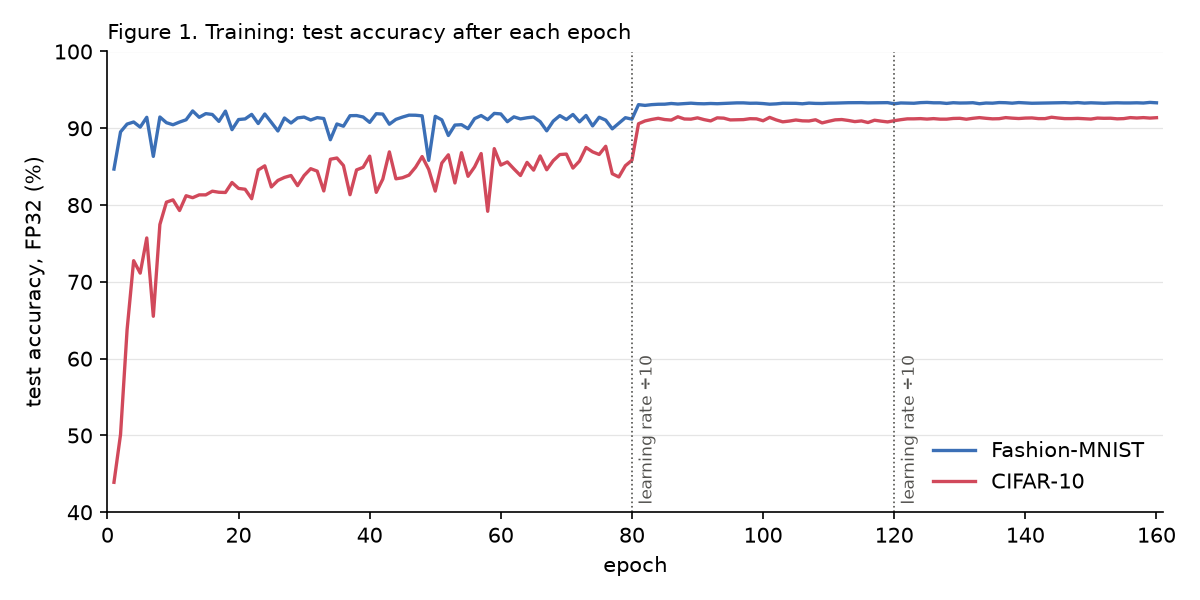 Figure 1. Training: test accuracy after each epoch
test accuracy, FP32 (%)
100
90
80
70
60
50
40
learning rate ÷10
learning rate ÷10
Fashion-MNIST
CIFAR-10
0 20 40 60 80 100 120 140 160
epoch